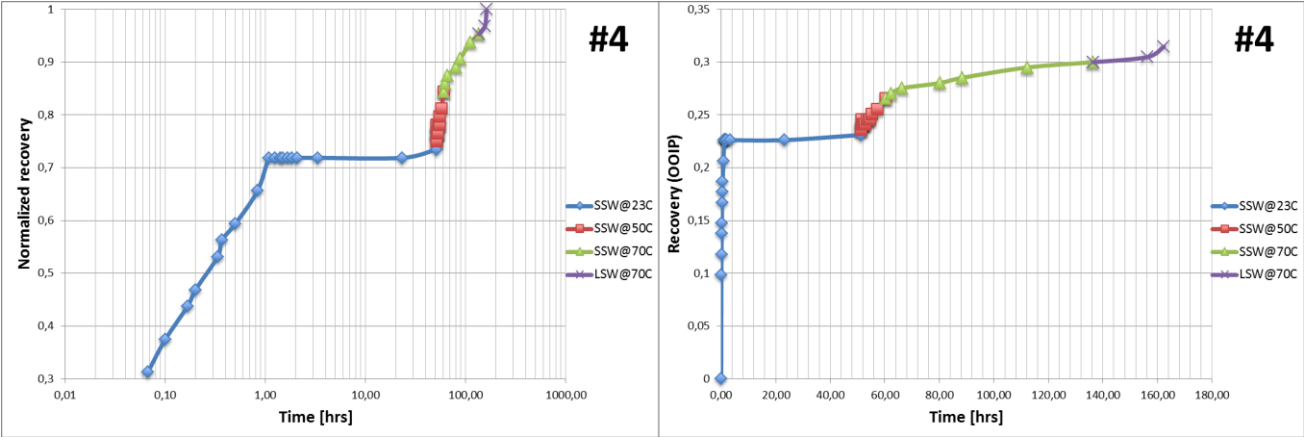 #4
Normalized recovery
1
0,9
0,8
0,7
0,6
0,5
0,4
0,3
0,01 0,10 1,00 10,00 100,00 1000,00
Time [hrs]
SSW@23C
SSW@50C
SSW@70C
LSW@70C
#4
Recovery (OOIP)
0,35
0,3
0,25
0,2
0,15
0,1
0,05
0
0,00 20,00 40,00 60,00 80,00 100,00 120,00 140,00 160,00 180,00
Time [hrs]
SSW@23C
SSW@50C
SSW@70C
LSW@70C